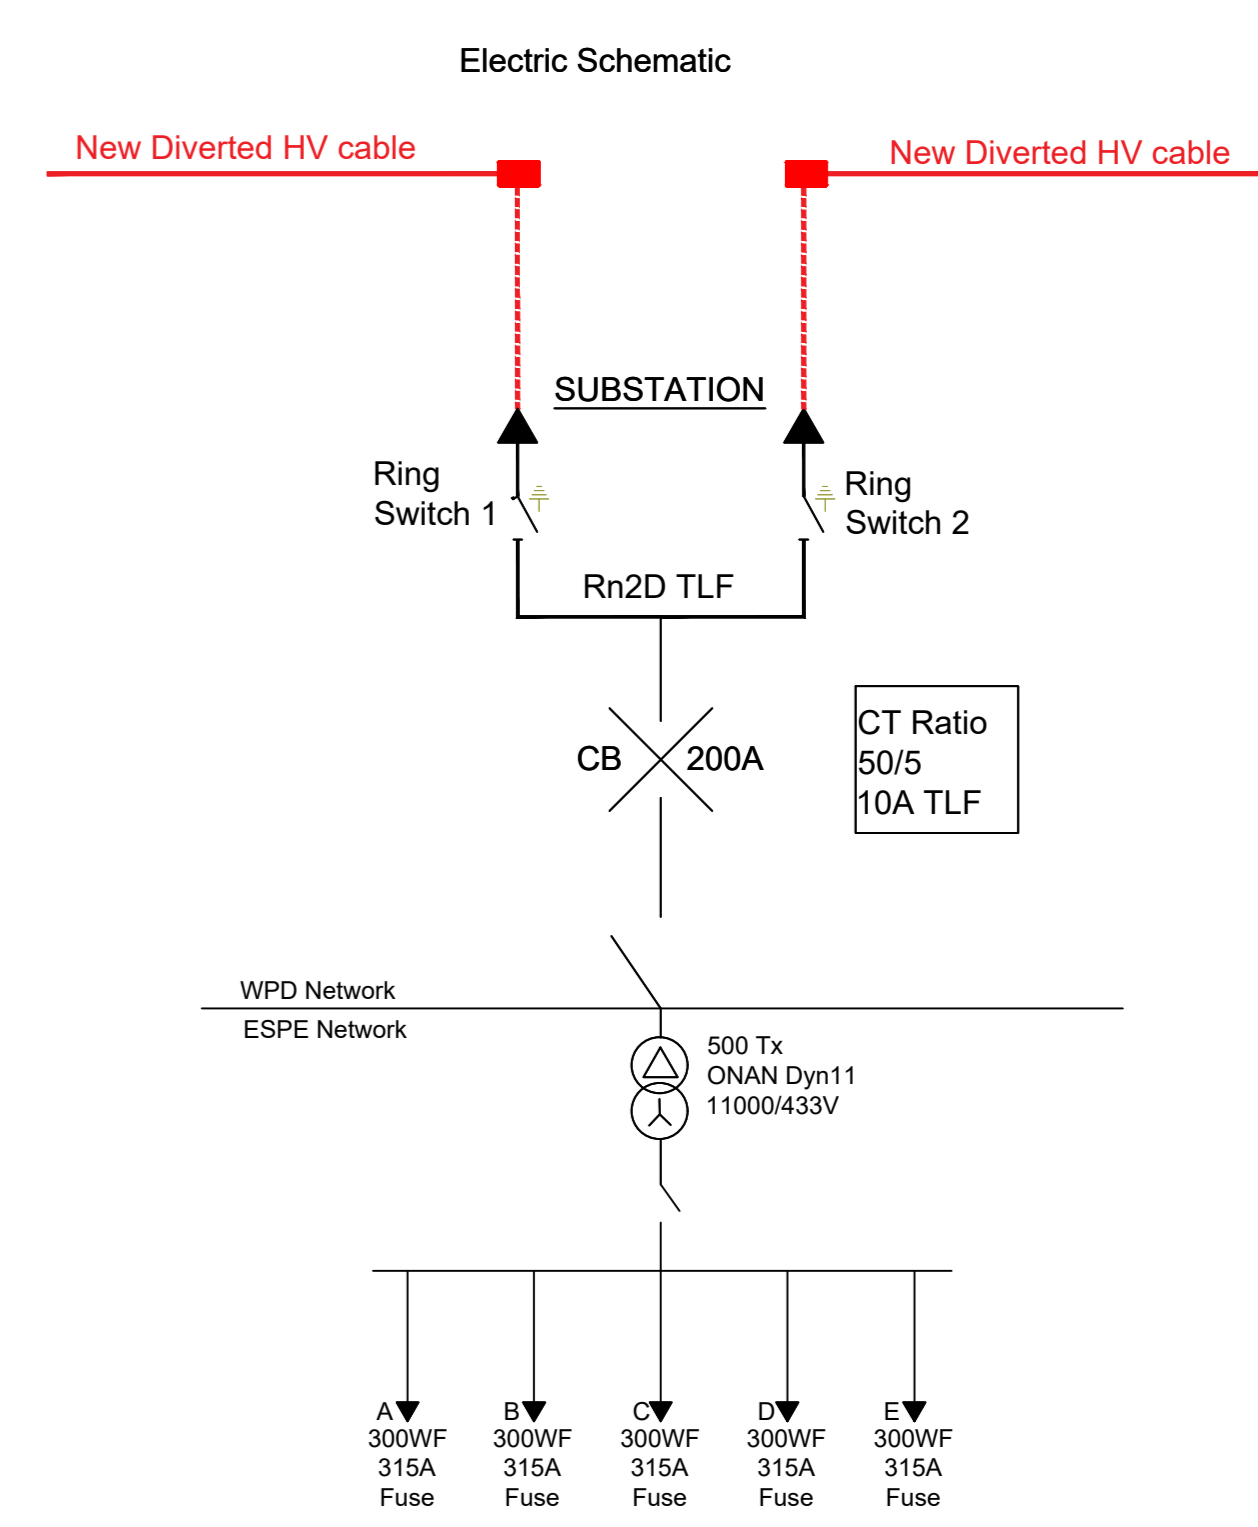 Electric Schematic
New Diverted HV cable
New Diverted HV cable
SUBSTATION
Ring
Switch 1
Ring
Switch 2
Rn2D TLF
CB
200A
CT Ratio
50/5
10A TLF
WPD Network
ESPE Network
500 Tx
ONAN Dyn11
11000/433V
A
300WF
315A
Fuse
B
300WF
315A
Fuse
C
300WF
315A
Fuse
D
300WF
315A
Fuse
E
300WF
315A
Fuse